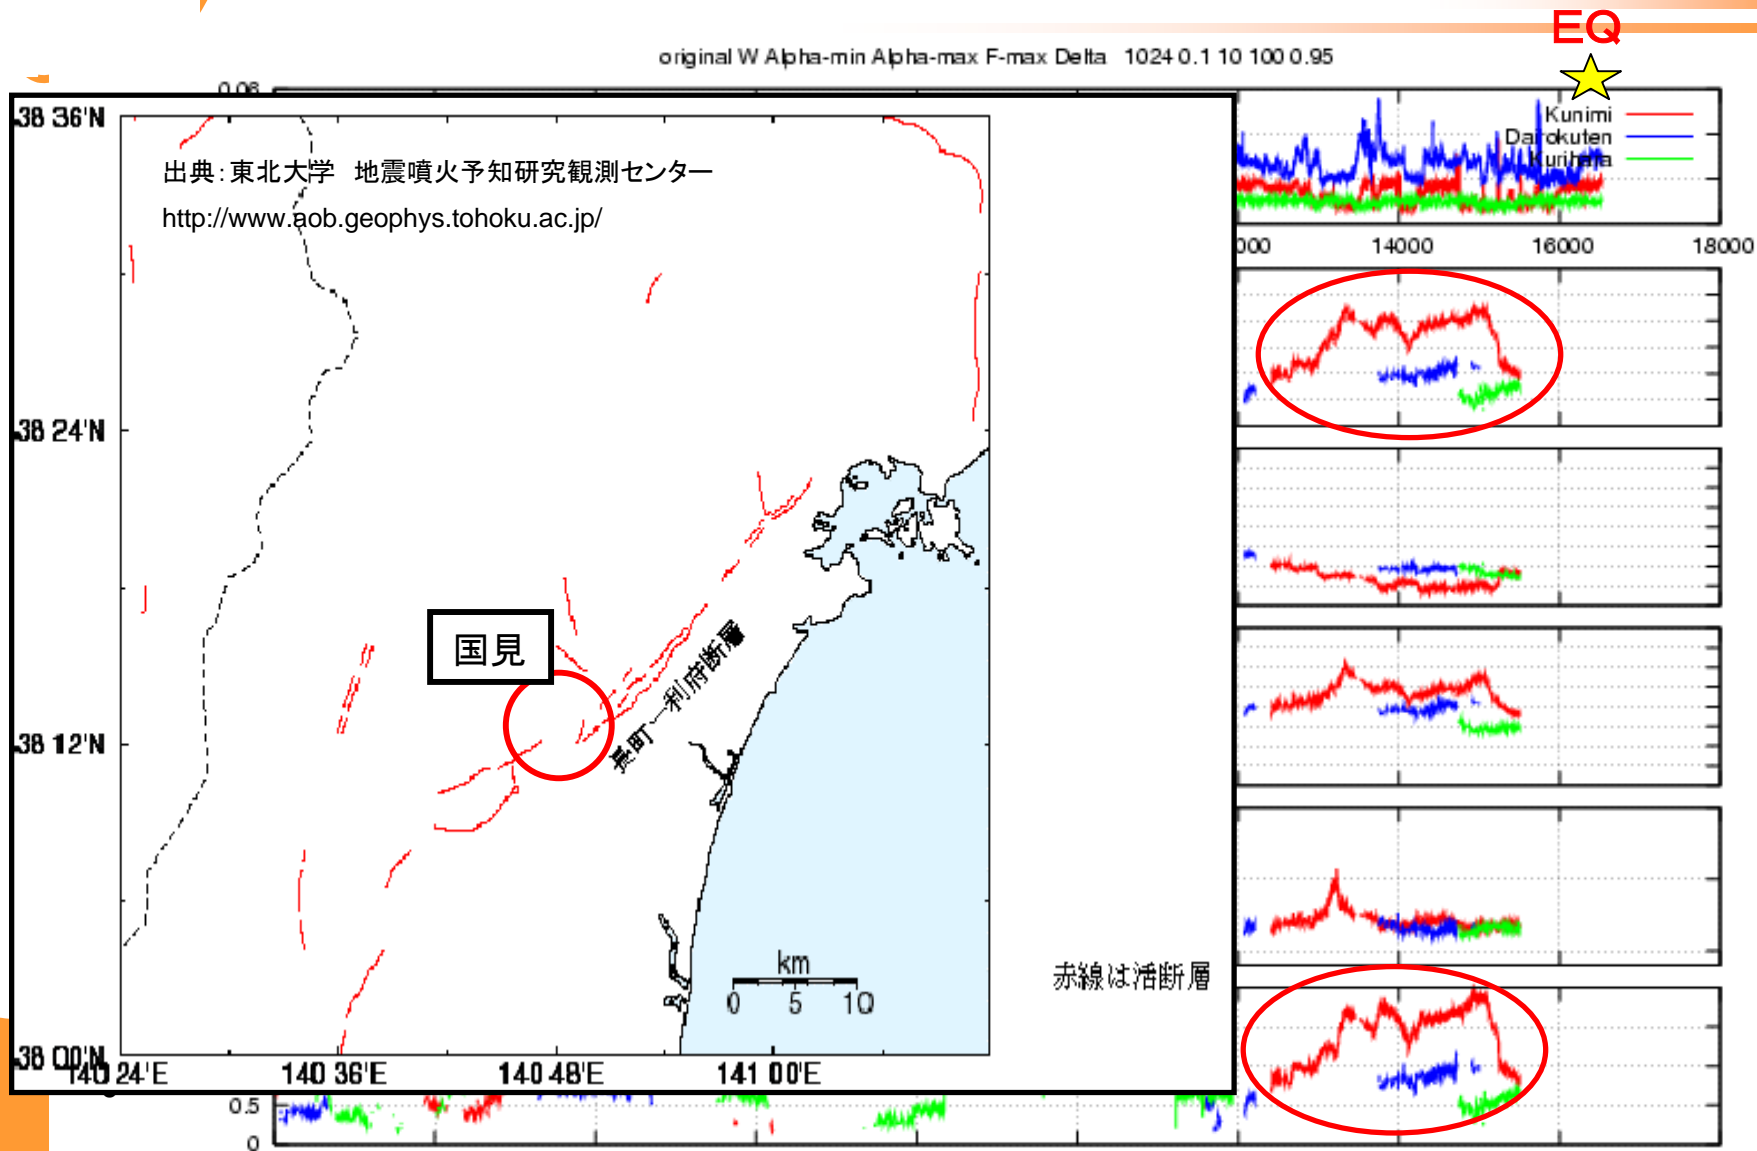 EQ
original W Alpha-min Alpha-max F-max Delta 1024 0.1 10 100 0.95
0.06
Kunimi
Dairokuten
Kurihara
14000
16000
18000
38 36'N
出典：東北大学　地震噴火予知研究観測センター
http://www.aob.geophys.tohoku.ac.jp/
38 24'N
国見
長町－利府断層
38 12'N
km
0 5 10
赤線は活断層
38 00'N
140 24'E
140 36'E
140 48'E
141 00'E
0.5
0